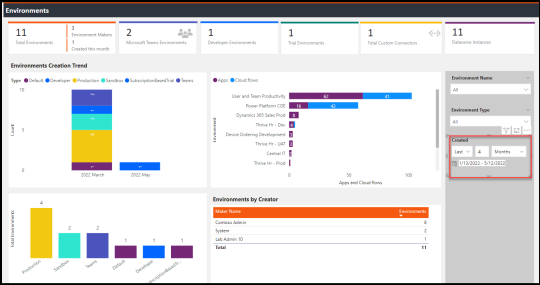 Environments
11
Total Environments
2
Environment Makers
1
Created this month
2
Microsoft Teams Environments
1
Developer Environments
1
Trial Environments
1
Total Custom Connectors
11
Dataverse Instances
Environments Creation Trend
Type Default Developer Production Sandbox SubscriptionBasedTrial Teams
Count
10
5
0
2022 March
2022 May
Apps Cloud flows
Environment
User and Team Productivity 62 41
Power Platform COE 16 42
Dynamics 365 Sales Prod 8
Thrive Hr - Dev
Device Ordering Development
Thrive Hr - UAT
Central IT
Thrive Hr - Prod
0 50 100
Apps and Cloud flows
Environment Name
All
Environment Type
All
Created
Last 4 Months
1/13/2022 - 5/12/2022
Total Environments
4
2
2
1
1
1
Production
Sandbox
Teams
Default
Developer
Environments by Creator
Maker Name Environments
Contoso Admin 8
System 2
Lab Admin 10 1
Total 11